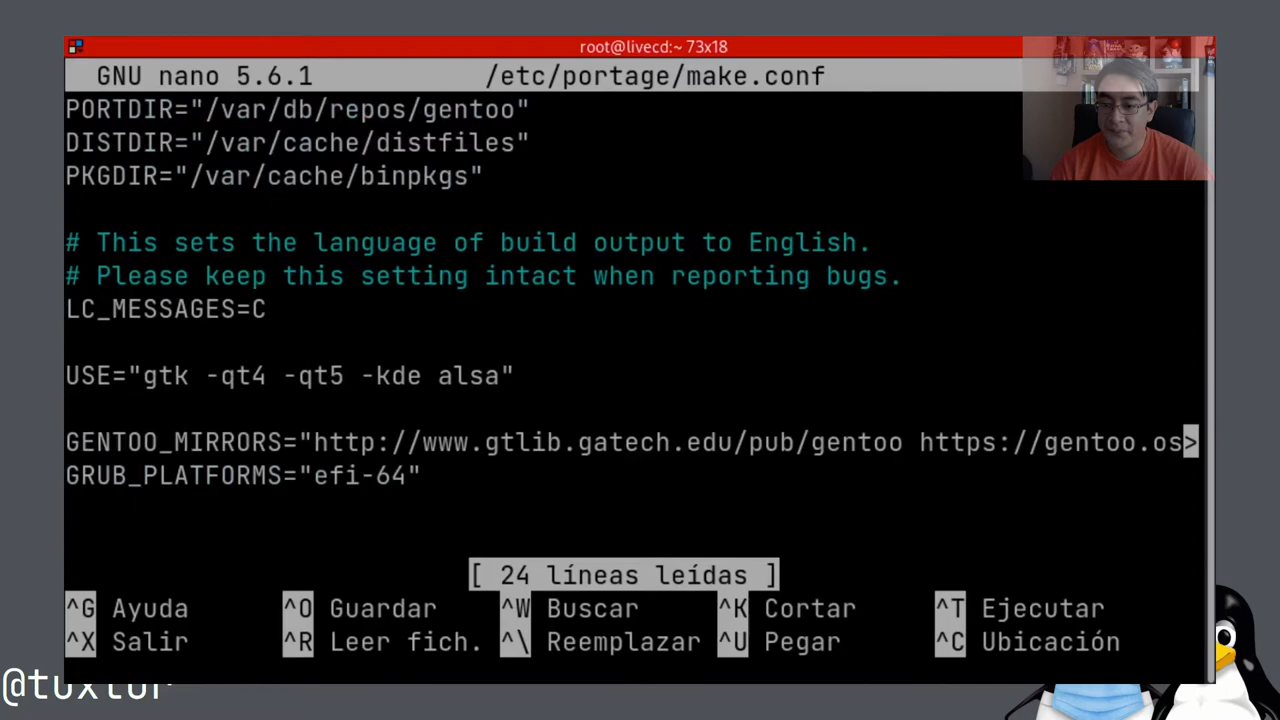 root@livecd:~ 73x18
GNU nano 5.6.1 /etc/portage/make.conf
PORTDIR="/var/db/repos/gentoo"
DISTDIR="/var/cache/distfiles"
PKGDIR="/var/cache/binpkgs"
# This sets the language of build output to English.
# Please keep this setting intact when reporting bugs.
LC_MESSAGES=C
USE="gtk -qt4 -qt5 -kde alsa"
GENTOO_MIRRORS="http://www.gtlib.gatech.edu/pub/gentoo https://gentoo.os>
GRUB_PLATFORMS="efi-64"
[ 24 líneas leídas ]
^G Ayuda ^O Guardar ^W Buscar ^K Cortar ^T Ejecutar
^X Salir ^R Leer fich. ^\ Reemplazar ^U Pegar ^C Ubicación